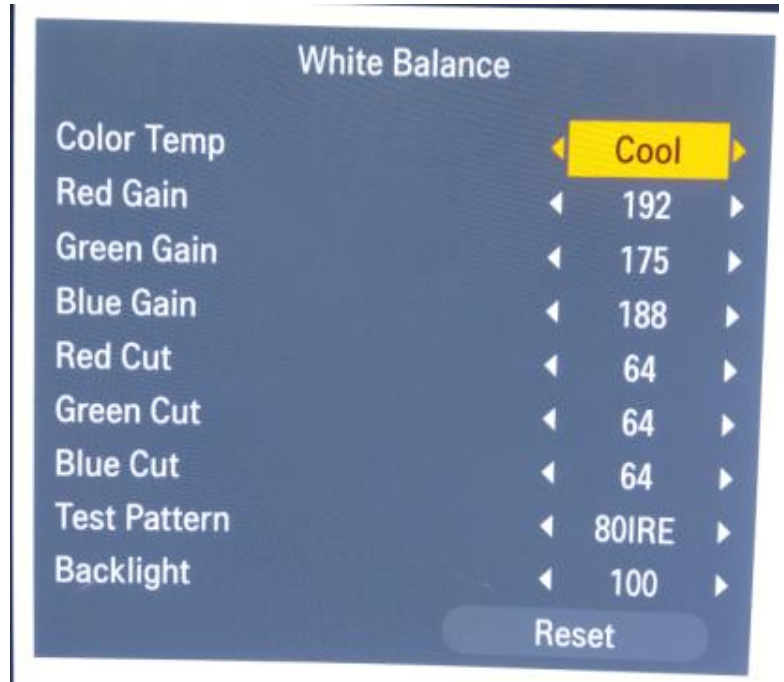 White Balance
Color Temp Cool
Red Gain 192
Green Gain 175
Blue Gain 188
Red Cut 64
Green Cut 64
Blue Cut 64
Test Pattern 80IRE
Backlight 100
Reset